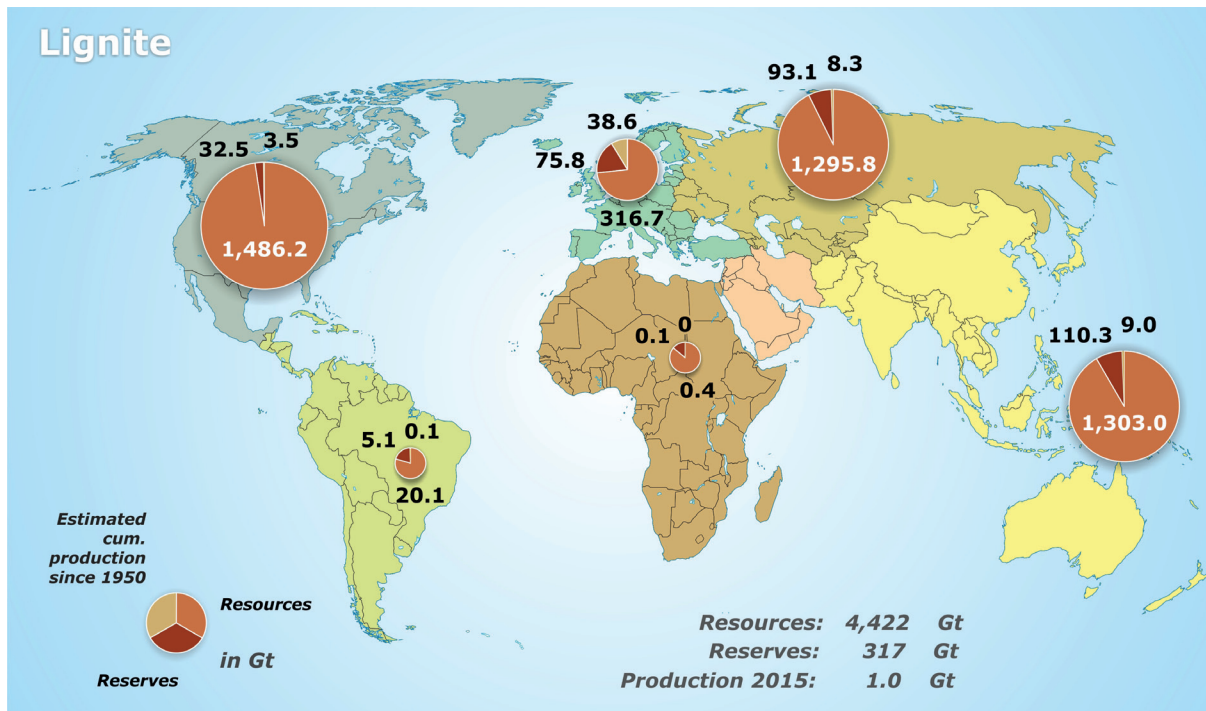 Lignite
32.5 3.5
1,486.2
38.6
75.8
316.7
93.1 8.3
1,295.8
0
0.1
0.4
110.3 9.0
1,303.0
5.1 0.1
20.1
Estimated
cum.
production
since 1950
Resources
in Gt
Reserves
Resources: 4,422 Gt
Reserves: 317 Gt
Production 2015: 1.0 Gt